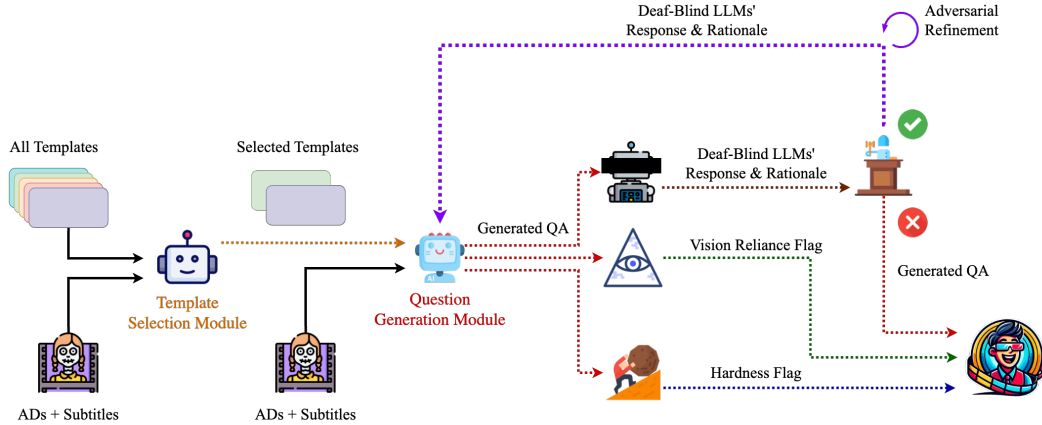 Deaf-Blind LLMs'
Response & Rationale
Adversarial
Refinement
All Templates
Selected Templates
Deaf-Blind LLMs'
Response & Rationale
Generated QA
Vision Reliance Flag
Generated QA
AI
Template
Selection Module
Question
Generation Module
Hardness Flag
ADs + Subtitles
ADs + Subtitles